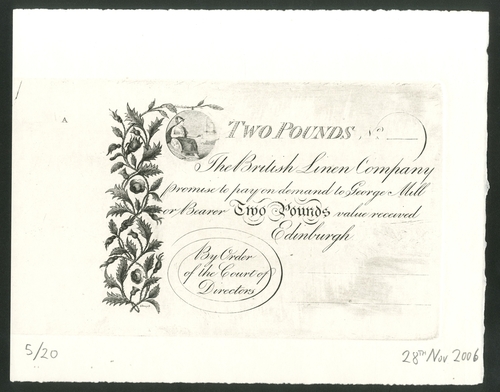 A
TWO POUNDS No
The British Linen Company
promise to pay on demand to George Mill
or Bearer Two Pounds value received
Edinburgh
By Order
of the Court of
Directors
5/20
28TH Nov 2006